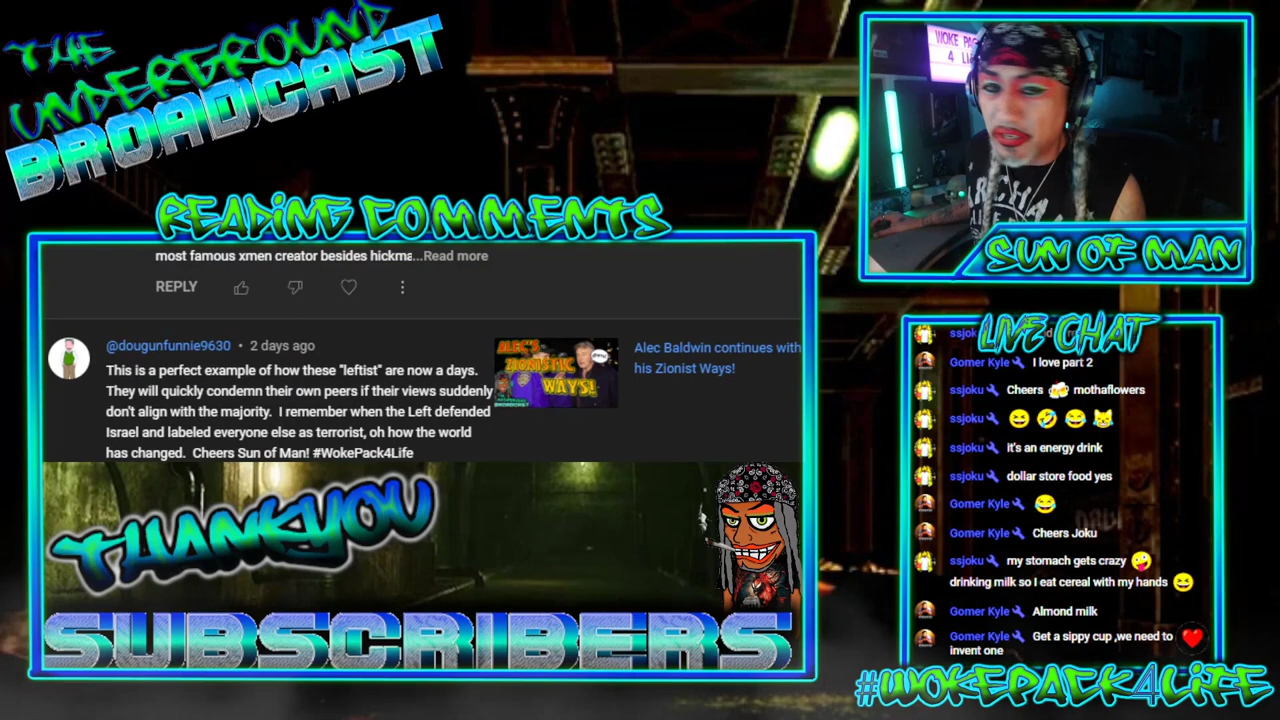 THE
UNDERGROUND
BROADCAST
READING COMMENTS
most famous xmen creator besides hickma...Read more
REPLY
@dougunfunnie9630 • 2 days ago
This is a perfect example of how these "leftist" are now a days.
They will quickly condemn their own peers if their views suddenly
don't align with the majority. I remember when the Left defended
Israel and labeled everyone else as terrorist, oh how the world
has changed. Cheers Sun of Man! #WokePack4Life
ALEC'S
ZIONISTIC
WAYS!
Alec Baldwin continues with
his Zionist Ways!
THANKYOU
SUBSCRIBERS
WOKE PAC
4 LI
SUN OF MAN
LIVE CHAT
ssjok
Gomer Kyle I love part 2
ssjoku Cheers 🍻 mothaflowers
ssjoku 😆 🤣 😂 😹
ssjoku it's an energy drink
ssjoku dollar store food yes
Gomer Kyle 😂
Gomer Kyle Cheers Joku
ssjoku my stomach gets crazy 🤪
drinking milk so I eat cereal with my hands 😆
Gomer Kyle Almond milk
Gomer Kyle Get a sippy cup ,we need to
invent one
#WOKEPACK4LIFE